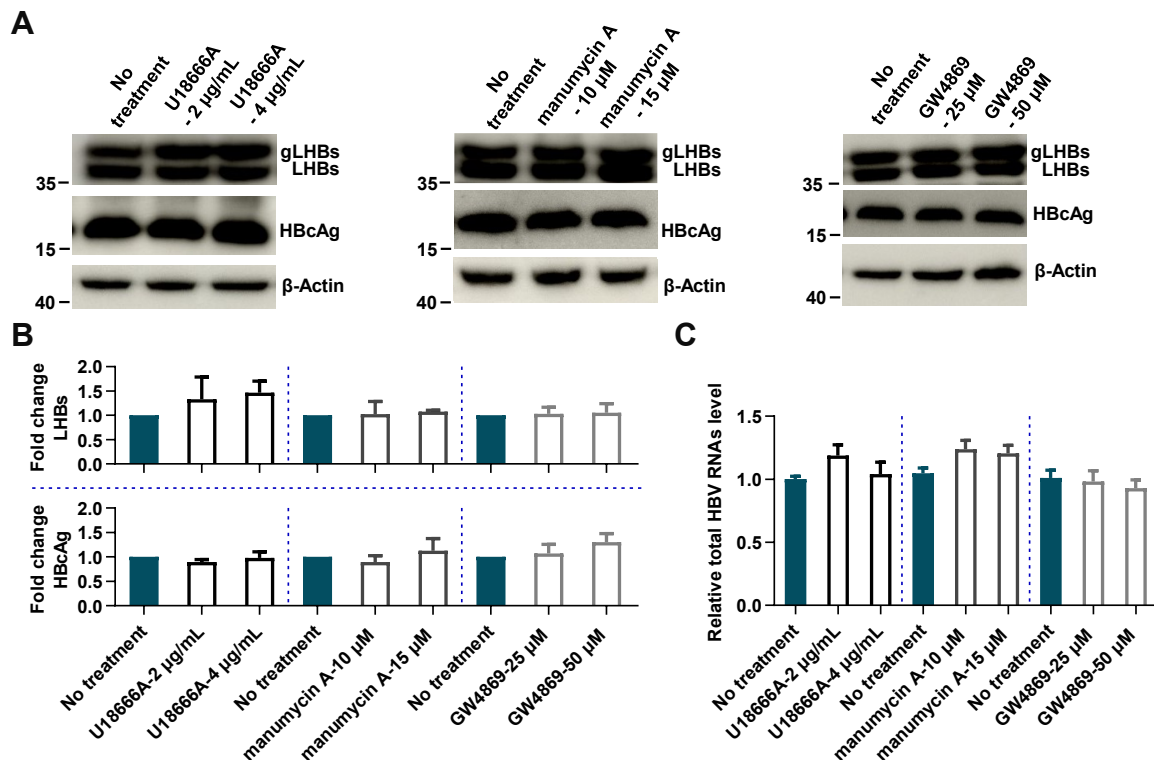 A
No
treatment
U18666A
- 2 µg/mL
U18666A
- 4 µg/mL
gLHBs
LHBs
35
HBcAg
15
β-Actin
40
No
treatment
manumycin A
- 10 µM
manumycin A
- 15 µM
gLHBs
LHBs
35
HBcAg
15
β-Actin
40
No
treatment
GW4869
- 25 µM
GW4869
- 50 µM
gLHBs
LHBs
35
HBcAg
15
β-Actin
40
B
Fold change
LHBs
2.0
1.5
1.0
0.5
0.0
Fold change
HBcAg
2.0
1.5
1.0
0.5
0.0
No treatment
U18666A-2 µg/mL
U18666A-4 µg/mL
No treatment
manumycin A-10 µM
manumycin A-15 µM
No treatment
GW4869-25 µM
GW4869-50 µM
C
Relative total HBV RNAs level
1.5
1.0
0.5
0.0
No treatment
U18666A-2 µg/mL
U18666A-4 µg/mL
No treatment
manumycin A-10 µM
manumycin A-15 µM
No treatment
GW4869-25 µM
GW4869-50 µM